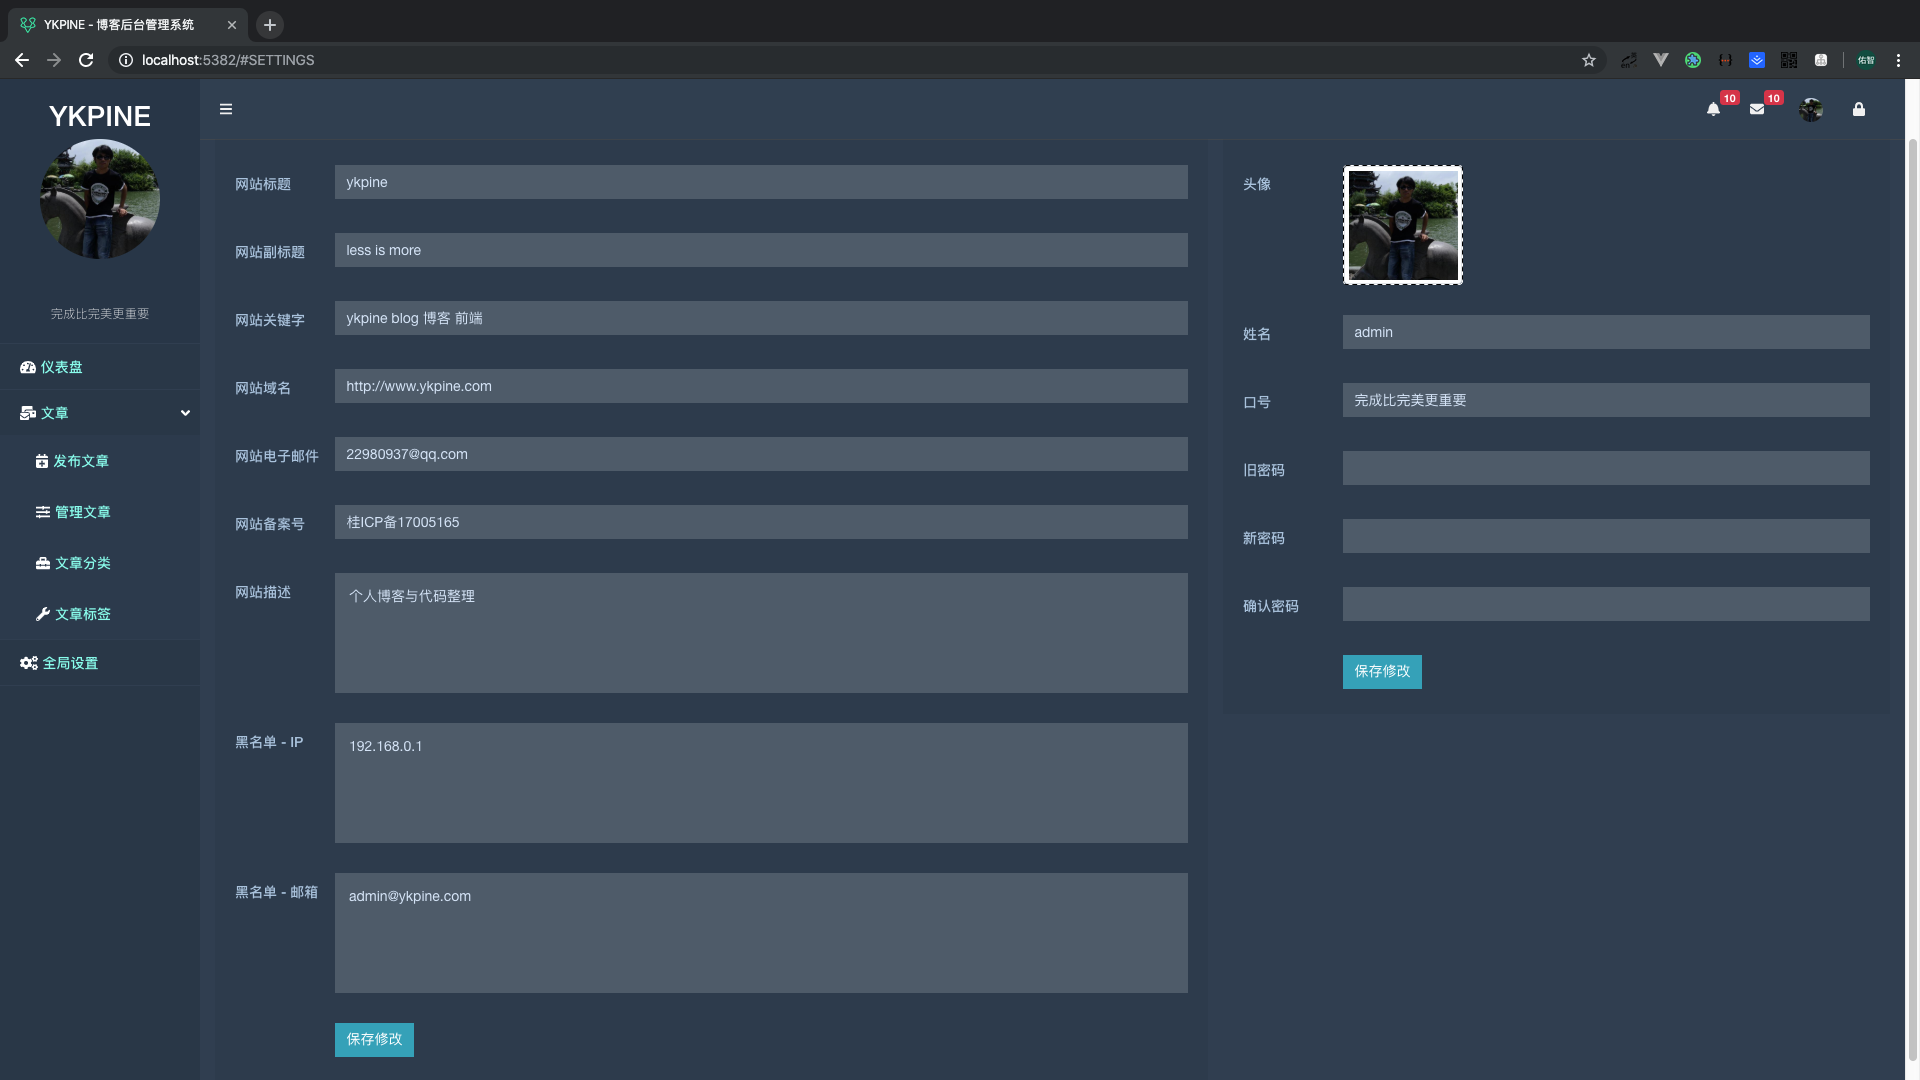 YKPINE - 博客后台管理系统
localhost:5382/#SETTINGS
佑智
YKPINE
10
10
完成比完美更重要
仪表盘
文章
发布文章
管理文章
文章分类
文章标签
全局设置
网站标题
ykpine
网站副标题
less is more
网站关键字
ykpine blog 博客 前端
网站域名
http://www.ykpine.com
网站电子邮件
22980937@qq.com
网站备案号
桂ICP备17005165
网站描述
个人博客与代码整理
黑名单 - IP
192.168.0.1
黑名单 - 邮箱
admin@ykpine.com
保存修改
头像
姓名
admin
口号
完成比完美更重要
旧密码
新密码
确认密码
保存修改